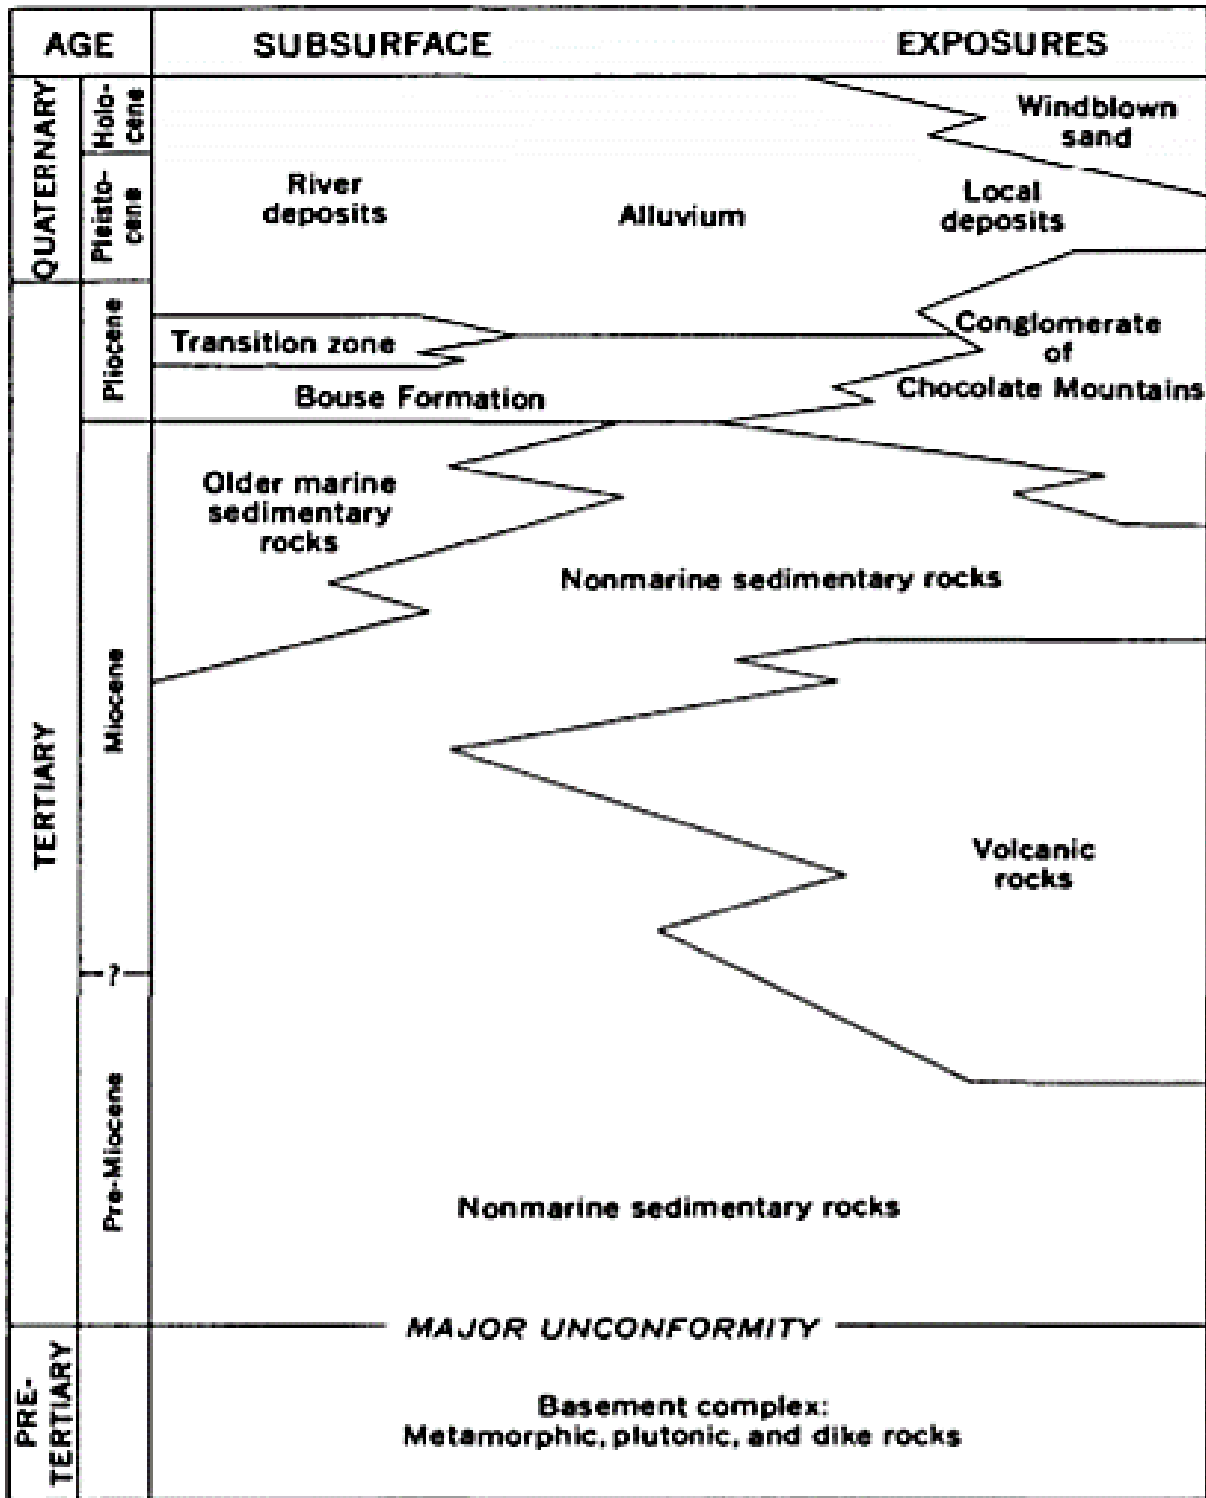 AGE
SUBSURFACE
EXPOSURES
QUATERNARY
Holo-
cene
Pleisto-
cene
Windblown
sand
River
deposits
Alluvium
Local
deposits
TERTIARY
Pliocene
Transition zone
Conglomerate
of
Chocolate Mountains
Bouse Formation
Miocene
Older marine
sedimentary
rocks
Nonmarine sedimentary rocks
Volcanic
rocks
?
Pre-Miocene
Nonmarine sedimentary rocks
MAJOR UNCONFORMITY
PRE-
TERTIARY
Basement complex:
Metamorphic, plutonic, and dike rocks